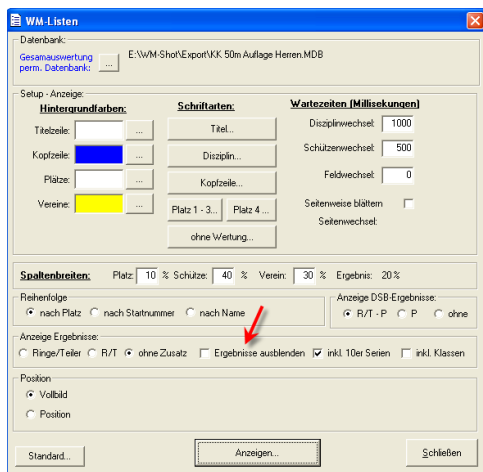 WM-Listen
Datenbank:
Gesamauswertung
perm. Datenbank:
...
E:\WM-Shot\Export\KK 50m Auflage Herren.MDB
Setup - Anzeige:
Hintergrundfarben:
Schriftarten:
Wartezeiten (Millisekungen)
Titelzeile: ...
Titel...
Disziplinwechsel: 1000
Kopfzeile: ...
Disziplin...
Schützenwechsel: 500
Plätze: ...
Kopfzeile...
Feldwechsel: 0
Vereine: ...
Platz 1 - 3...
Platz 4 ...
Seitenweise blättern
Seitenwechsel:
ohne Wertung...
Spaltenbreiten: Platz: 10 % Schütze: 40 % Verein: 30 % Ergebnis: 20%
Reihenfolge
nach Platz nach Startnummer nach Name
Anzeige DSB-Ergebnisse:
R/T - P P ohne
Anzeige Ergebnisse:
Ringe/Teiler R/T ohne Zusatz Ergebnisse ausblenden inkl. 10er Serien inkl. Klassen
Position
Vollbild
Position
Standard...
Anzeigen...
Schließen